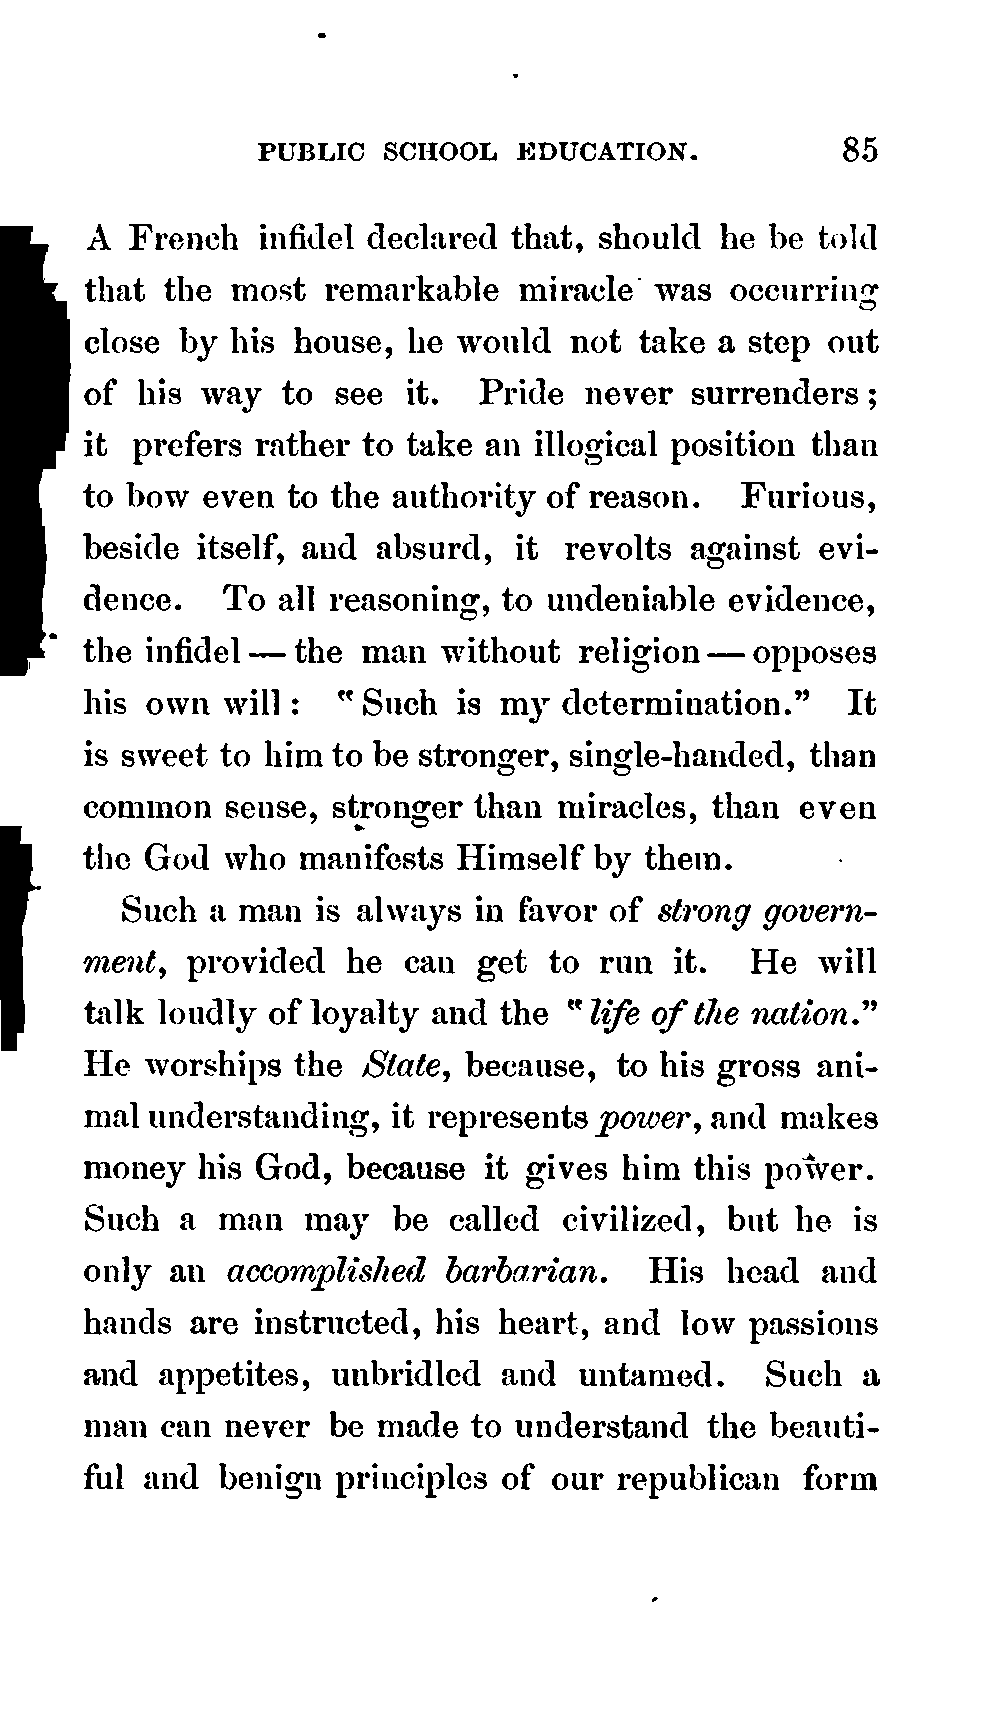 PUBLIC SCHOOL EDUCATION. 85
A French infidel declared that, should he be told
that the most remarkable miracle was occurring
close by his house, he would not take a step out
of his way to see it. Pride never surrenders;
it prefers rather to take an illogical position than
to bow even to the authority of reason. Furious,
beside itself, and absurd, it revolts against evi-
dence. To all reasoning, to undeniable evidence,
the infidel — the man without religion — opposes
his own will: "Such is my determination." It
is sweet to him to be stronger, single-handed, than
common sense, stronger than miracles, than even
the God who manifests Himself by them.
Such a man is always in favor of strong govern-
ment, provided he can get to run it. He will
talk loudly of loyalty and the "life of the nation."
He worships the State, because, to his gross ani-
mal understanding, it represents power, and makes
money his God, because it gives him this power.
Such a man may be called civilized, but he is
only an accomplished barbarian. His head and
hands are instructed, his heart, and low passions
and appetites, unbridled and untamed. Such a
man can never be made to understand the beauti-
ful and benign principles of our republican form